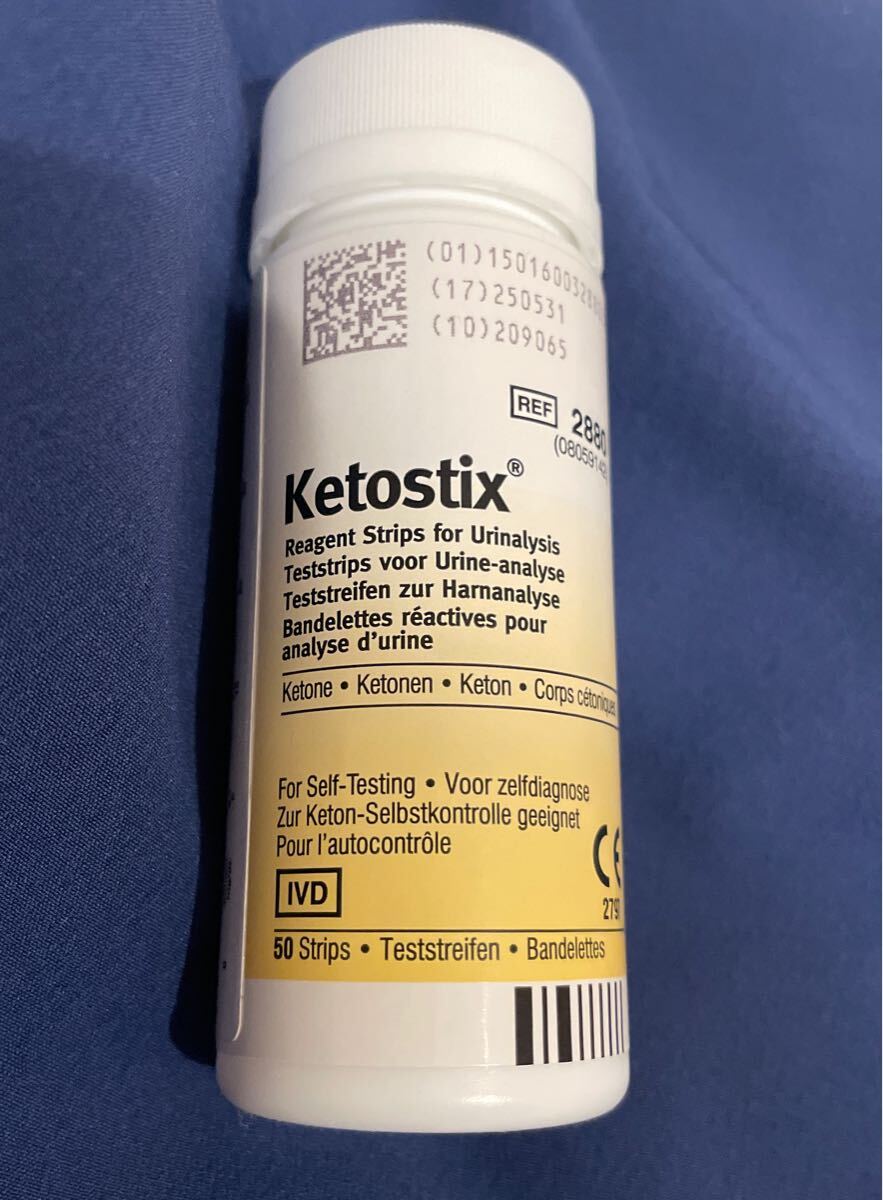 (01)15016003288
(17)250531
(10)209065
REF 2880
(0805914
Ketostix®
Reagent Strips for Urinalysis
Teststrips voor Urine-analyse
Teststreifen zur Harnanalyse
Bandelettes réactives pour
analyse d’urine
Ketone • Ketonen • Keton • Corps cétoniques
For Self-Testing • Voor zelfdiagnose
Zur Keton-Selbstkontrolle geeignet
Pour l’autocontrôle
IVD
CE
279
50 Strips • Teststreifen • Bandelettes